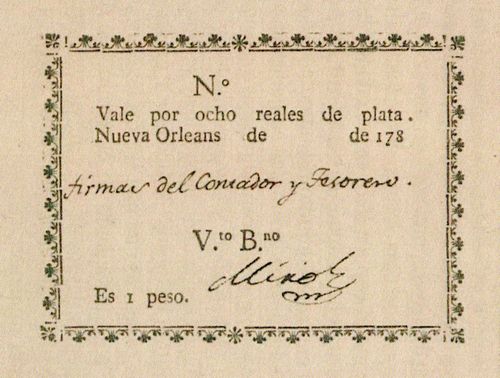 N.º
Vale por ocho reales de plata.
Nueva Orleans de de 178
firmas del Contador y Tesorero.
V.to B.no
Miró
Es 1 peso.